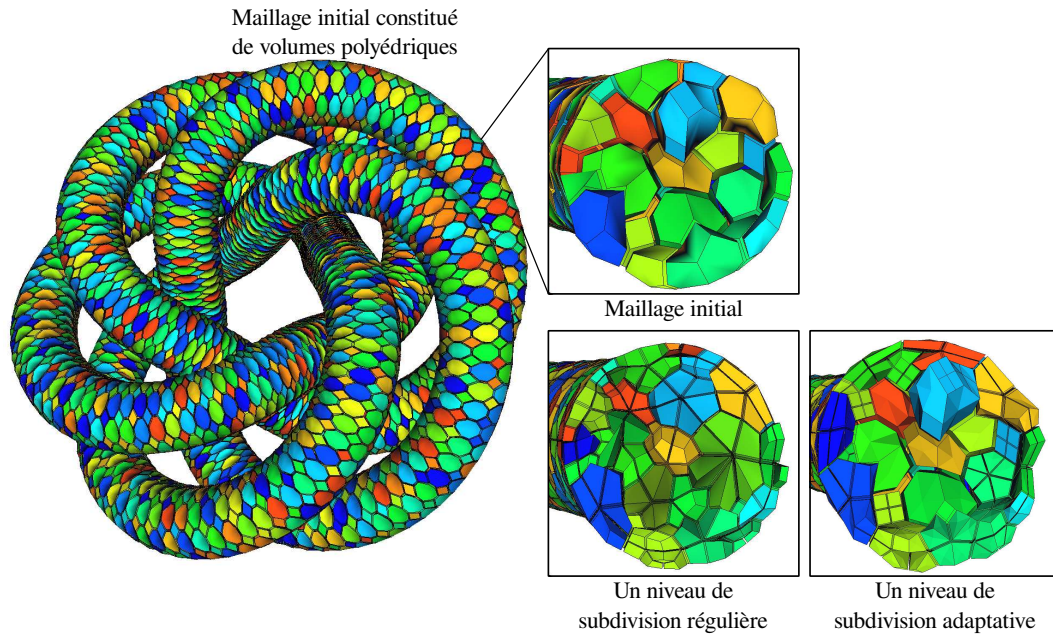 Maillage initial constitué
de volumes polyédriques
Maillage initial
Un niveau de
subdivision régulière
Un niveau de
subdivision adaptative